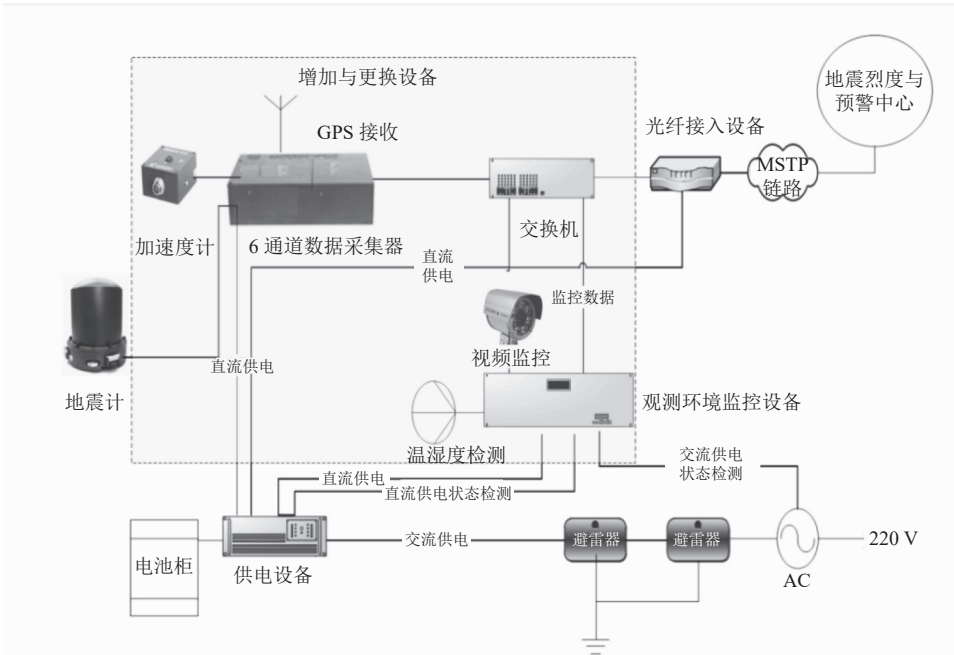 增加与更换设备
GPS 接收
地震烈度与
预警中心
光纤接入设备
MSTP
链路
加速度计
6 通道数据采集器
交换机
直流
供电
监控数据
视频监控
直流供电
地震计
观测环境监控设备
温湿度检测
交流供电
状态检测
直流供电
直流供电状态检测
电池柜
供电设备
交流供电
避雷器
避雷器
220 V
AC